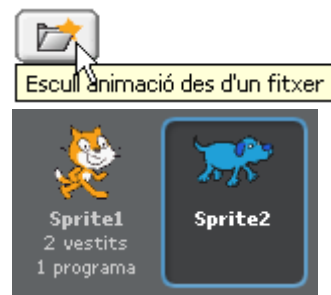 Escull animació des d'un fitxer
Sprite1
2 vestits
1 programa
Sprite2